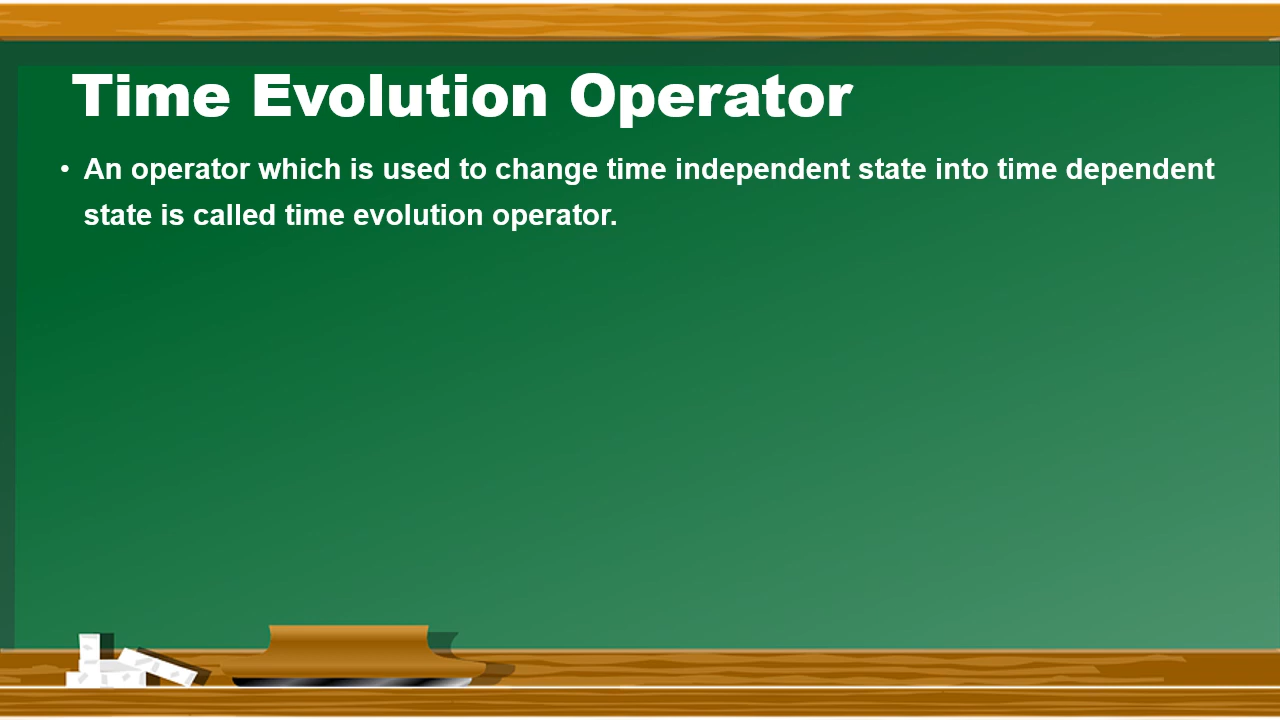 Time Evolution Operator
• An operator which is used to change time independent state into time dependent
state is called time evolution operator.